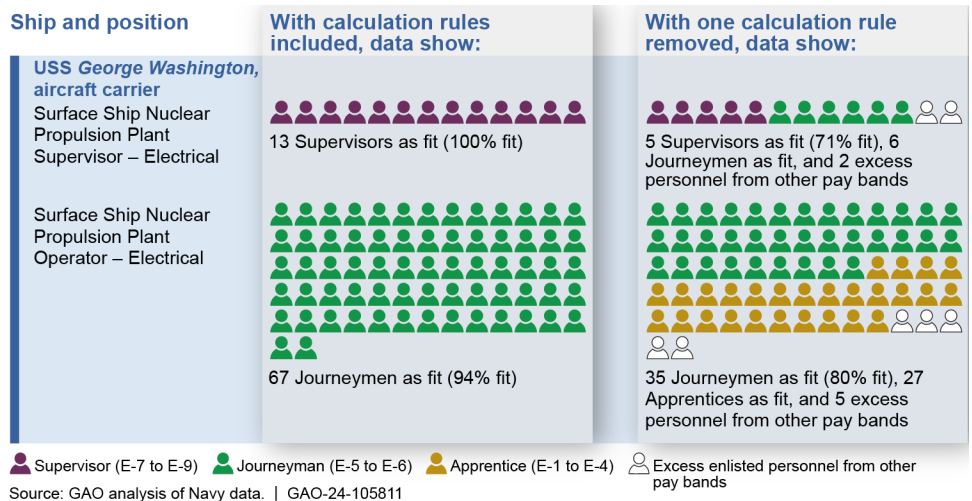 Ship and position
With calculation rules
included, data show:
With one calculation rule
removed, data show:
USS George Washington,
aircraft carrier
Surface Ship Nuclear
Propulsion Plant
Supervisor – Electrical
13 Supervisors as fit (100% fit)
5 Supervisors as fit (71% fit), 6
Journeymen as fit, and 2 excess
personnel from other pay bands
Surface Ship Nuclear
Propulsion Plant
Operator – Electrical
67 Journeymen as fit (94% fit)
35 Journeymen as fit (80% fit), 27
Apprentices as fit, and 5 excess
personnel from other pay bands
Supervisor (E-7 to E-9)
Journeyman (E-5 to E-6)
Apprentice (E-1 to E-4)
Excess enlisted personnel from other
pay bands
Source: GAO analysis of Navy data. | GAO-24-105811